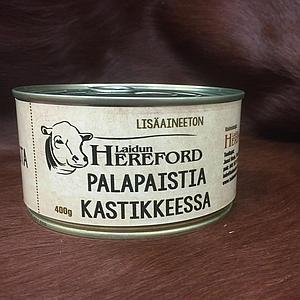 LISÄAINEETON
Laidun
HEREFORD
PALAPAISTIA
KASTIKKEESSA
400g